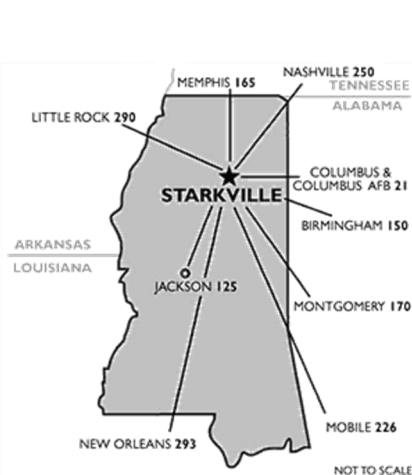 NASHVILLE 250
MEMPHIS 165
TENNESSEE
ALABAMA
LITTLE ROCK 290
COLUMBUS &
COLUMBUS AFB 21
STARKVILLE
BIRMINGHAM 150
ARKANSAS
LOUISIANA
JACKSON 125
MONTGOMERY 170
MOBILE 226
NEW ORLEANS 293
NOT TO SCALE